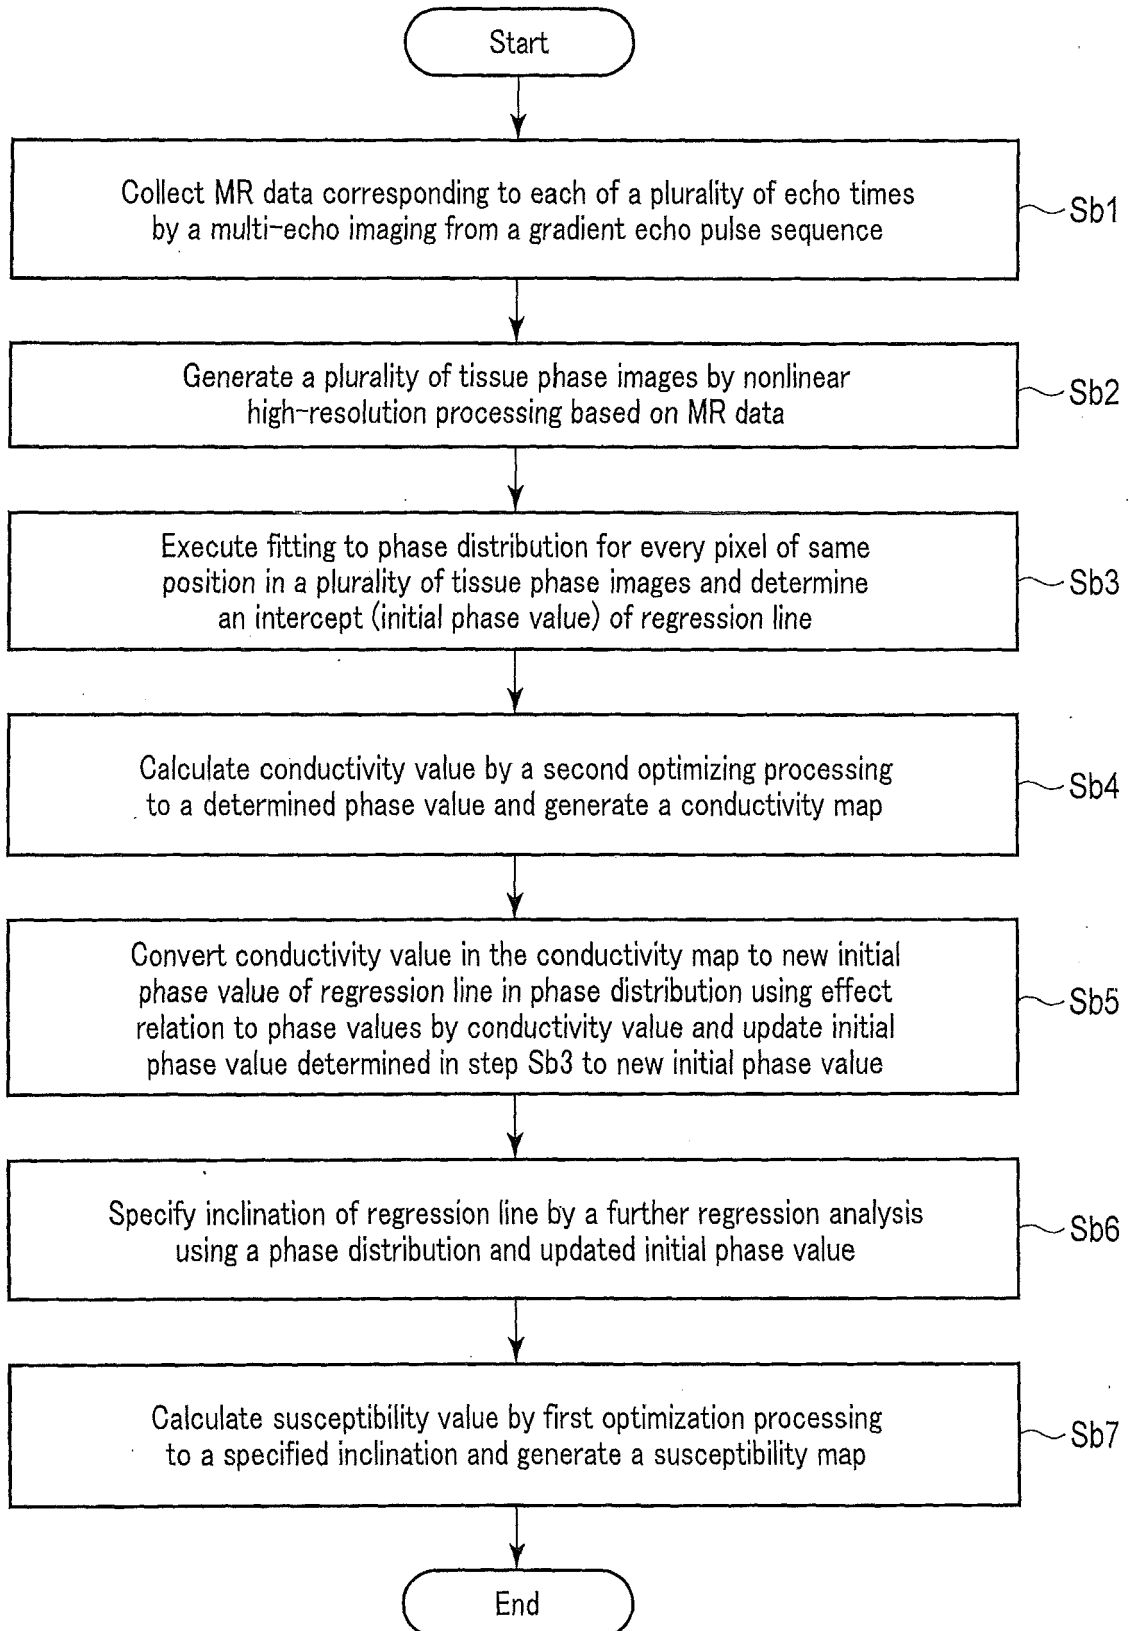 Start
Collect MR data corresponding to each of a plurality of echo times
by a multi-echo imaging from a gradient echo pulse sequence
Sb1
Generate a plurality of tissue phase images by nonlinear
high-resolution processing based on MR data
Sb2
Execute fitting to phase distribution for every pixel of same
position in a plurality of tissue phase images and determine
an intercept (initial phase value) of regression line
Sb3
Calculate conductivity value by a second optimizing processing
to a determined phase value and generate a conductivity map
Sb4
Convert conductivity value in the conductivity map to new initial
phase value of regression line in phase distribution using effect
relation to phase values by conductivity value and update initial
phase value determined in step Sb3 to new initial phase value
Sb5
Specify inclination of regression line by a further regression analysis
using a phase distribution and updated initial phase value
Sb6
Calculate susceptibility value by first optimization processing
to a specified inclination and generate a susceptibility map
Sb7
End